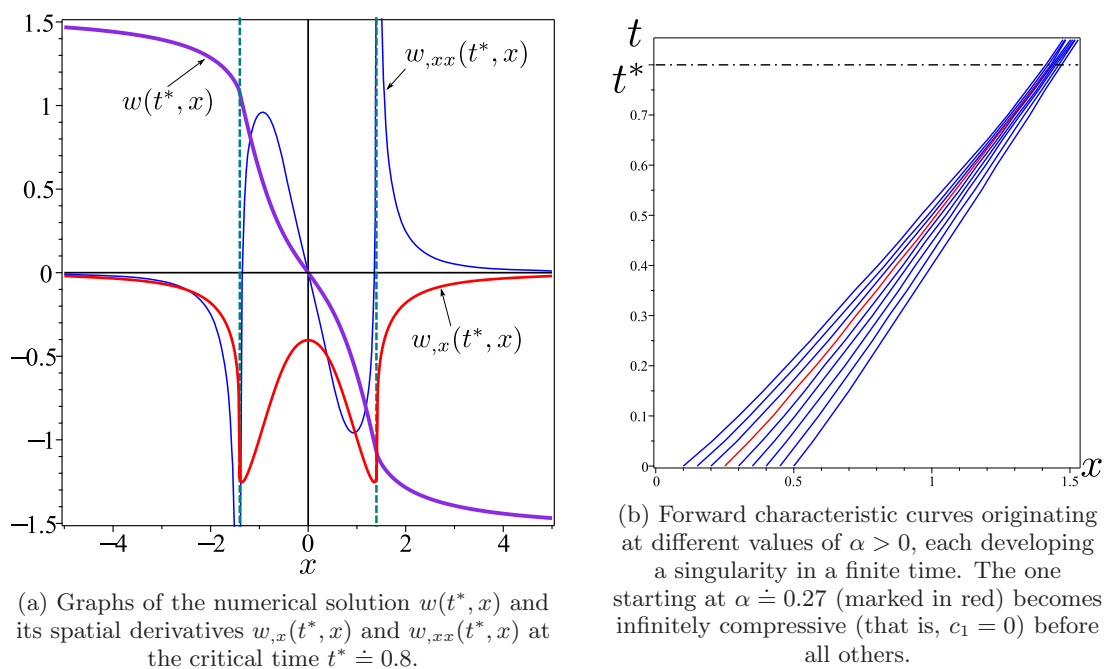 1.5
1
0.5
0
−0.5
−1
−1.5
−4
−2
0
2
4
x
w(t*, x)
w,xx(t*, x)
w,x(t*, x)
(a) Graphs of the numerical solution w(t*, x) and
its spatial derivatives w,x(t*, x) and w,xx(t*, x) at
the critical time t* ≐ 0.8.
t
t*
0.7
0.6
0.5
0.4
0.3
0.2
0.1
0
0
0.5
1
1.5
x
(b) Forward characteristic curves originating
at different values of α > 0, each developing
a singularity in a finite time. The one
starting at α ≐ 0.27 (marked in red) becomes
infinitely compressive (that is, c₁ = 0) before
all others.